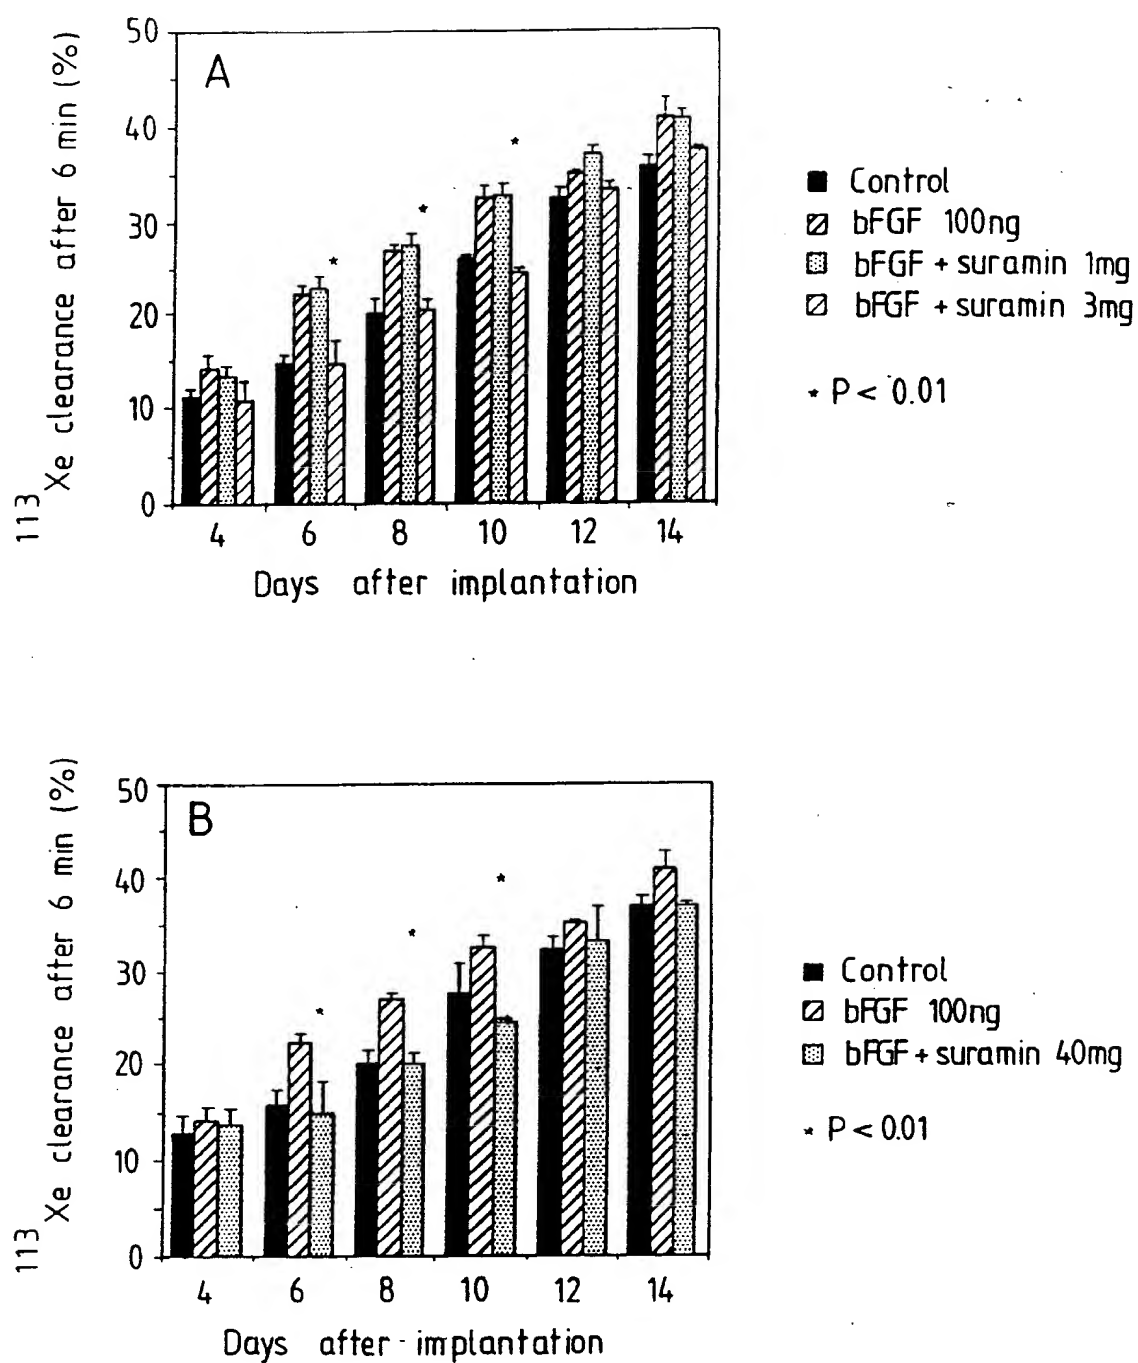 A
113Xe clearance after 6 min (%)
50
40
30
20
10
0
* * *
4 6 8 10 12 14
Days after implantation
Control
bFGF 100ng
bFGF + suramin 1mg
bFGF + suramin 3mg
* P < 0.01
B
113Xe clearance after 6 min (%)
50
40
30
20
10
0
* * *
4 6 8 10 12 14
Days after implantation
Control
bFGF 100ng
bFGF + suramin 40mg
* P < 0.01